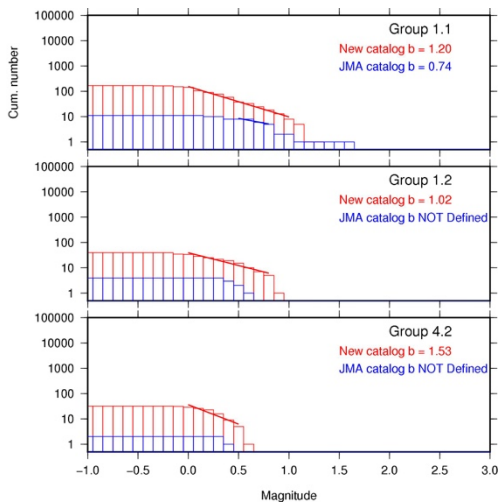 100000
10000
1000
100
10
1
Cum. number
Group 1.1
New catalog b = 1.20
JMA catalog b = 0.74
100000
10000
1000
100
10
1
Group 1.2
New catalog b = 1.02
JMA catalog b NOT Defined
100000
10000
1000
100
10
1
Group 4.2
New catalog b = 1.53
JMA catalog b NOT Defined
−1.0 −0.5 0.0 0.5 1.0 1.5 2.0 2.5 3.0
Magnitude